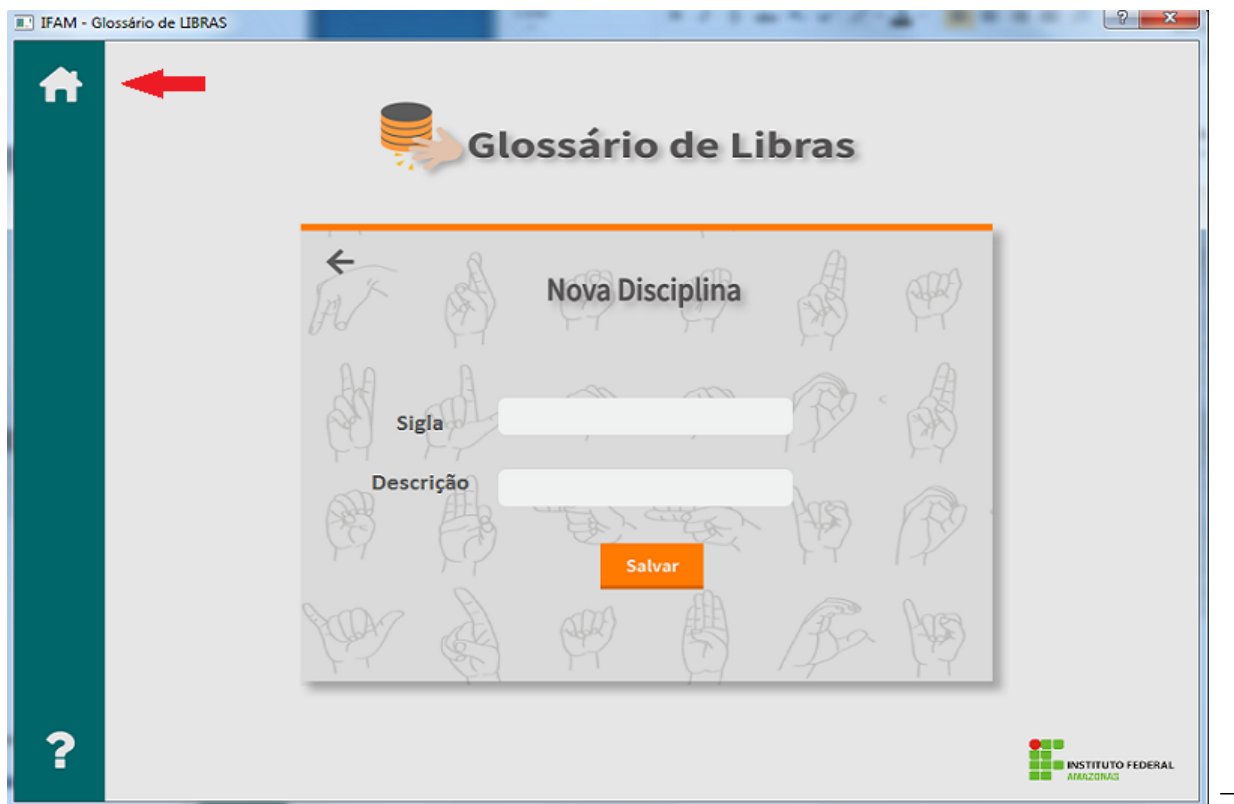 IFAM - Glossário de LIBRAS
?
Glossário de Libras
Nova Disciplina
Sigla
Descrição
Salvar
?
INSTITUTO FEDERAL
AMAZONAS